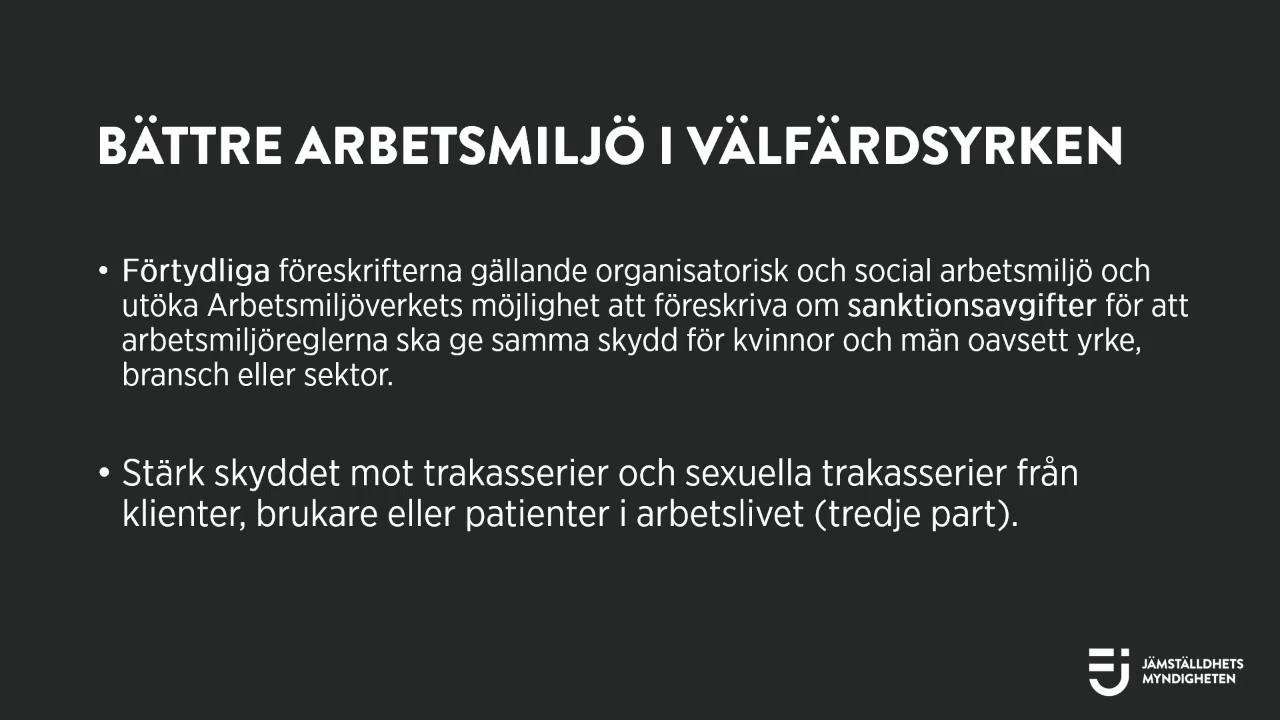 BÄTTRE ARBETSMILJÖ I VÄLFÄRDSYRKEN
• Förtydliga föreskrifterna gällande organisatorisk och social arbetsmiljö och
utöka Arbetsmiljöverkets möjlighet att föreskriva om sanktionsavgifter för att
arbetsmiljöreglerna ska ge samma skydd för kvinnor och män oavsett yrke,
bransch eller sektor.
• Stärk skyddet mot trakasserier och sexuella trakasserier från
klienter, brukare eller patienter i arbetslivet (tredje part).
JÄMSTÄLLDHETS
MYNDIGHETEN